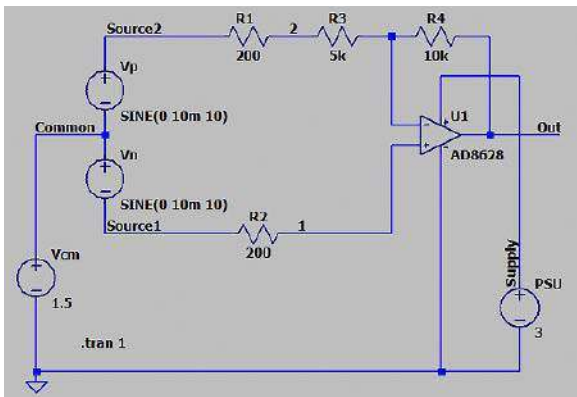 Source2
R1
2
R3
R4
200
5k
10k
Vp
U1
SINE(0 10m 10)
Common
Out
AD8628
Vn
SINE(0 10m 10)
Source1
R2
1
200
Vcm
1.5
Supply
PSU
3
.tran 1